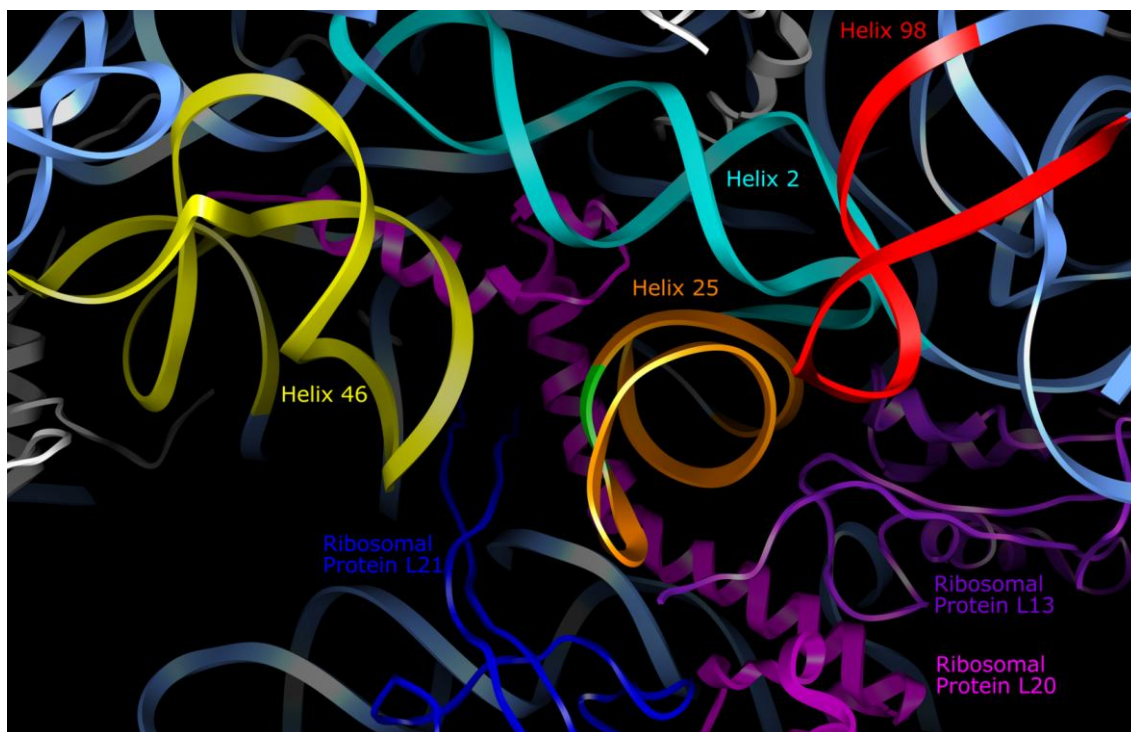 Helix 98
Helix 2
Helix 25
Helix 46
Ribosomal
Protein L21
Ribosomal
Protein L13
Ribosomal
Protein L20